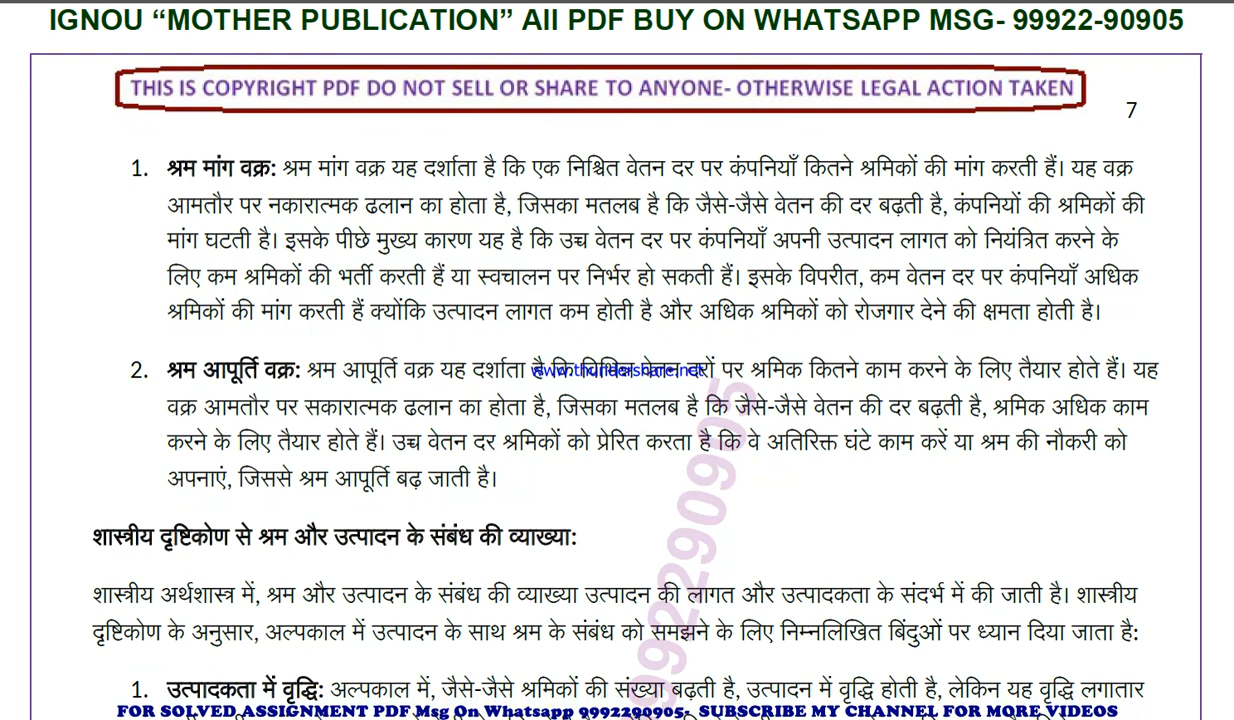 IGNOU “MOTHER PUBLICATION” All PDF BUY ON WHATSAPP MSG- 99922-90905
THIS IS COPYRIGHT PDF DO NOT SELL OR SHARE TO ANYONE- OTHERWISE LEGAL ACTION TAKEN
7
1. श्रम मांग वक्र: श्रम मांग वक्र यह दर्शाता है कि एक निश्चित वेतन दर पर कंपनियाँ कितने श्रमिकों की मांग करती हैं। यह वक्र
आमतौर पर नकारात्मक ढलान का होता है, जिसका मतलब है कि जैसे-जैसे वेतन की दर बढ़ती है, कंपनियों की श्रमिकों की
मांग घटती है। इसके पीछे मुख्य कारण यह है कि उच्च वेतन दर पर कंपनियाँ अपनी उत्पादन लागत को नियंत्रित करने के
लिए कम श्रमिकों की भर्ती करती हैं या स्वचालन पर निर्भर हो सकती हैं। इसके विपरीत, कम वेतन दर पर कंपनियाँ अधिक
श्रमिकों की मांग करती हैं क्योंकि उत्पादन लागत कम होती है और अधिक श्रमिकों को रोजगार देने की क्षमता होती है।
2. श्रम आपूर्ति वक्र: श्रम आपूर्ति वक्र यह दर्शाता है कि वेतन दरों पर श्रमिक कितने काम करने के लिए तैयार होते हैं। यह
www.thundershare.net
वक्र आमतौर पर सकारात्मक ढलान का होता है, जिसका मतलब है कि जैसे-जैसे वेतन की दर बढ़ती है, श्रमिक अधिक काम
करने के लिए तैयार होते हैं। उच्च वेतन दर श्रमिकों को प्रेरित करता है कि वे अतिरिक्त घंटे काम करें या श्रम की नौकरी को
अपनाएं, जिससे श्रम आपूर्ति बढ़ जाती है।
शास्त्रीय दृष्टिकोण से श्रम और उत्पादन के संबंध की व्याख्या:
शास्त्रीय अर्थशास्त्र में, श्रम और उत्पादन के संबंध की व्याख्या उत्पादन की लागत और उत्पादकता के संदर्भ में की जाती है। शास्त्रीय
दृष्टिकोण के अनुसार, अल्पकाल में उत्पादन के साथ श्रम के संबंध को समझने के लिए निम्नलिखित बिंदुओं पर ध्यान दिया जाता है:
1. उत्पादकता में वृद्धि: अल्पकाल में, जैसे-जैसे श्रमिकों की संख्या बढ़ती है, उत्पादन में वृद्धि होती है, लेकिन यह वृद्धि लगातार
FOR SOLVED ASSIGNMENT PDF Msg On Whatsapp 9992290905- SUBSCRIBE MY CHANNEL FOR MORE VIDEOS
992290905